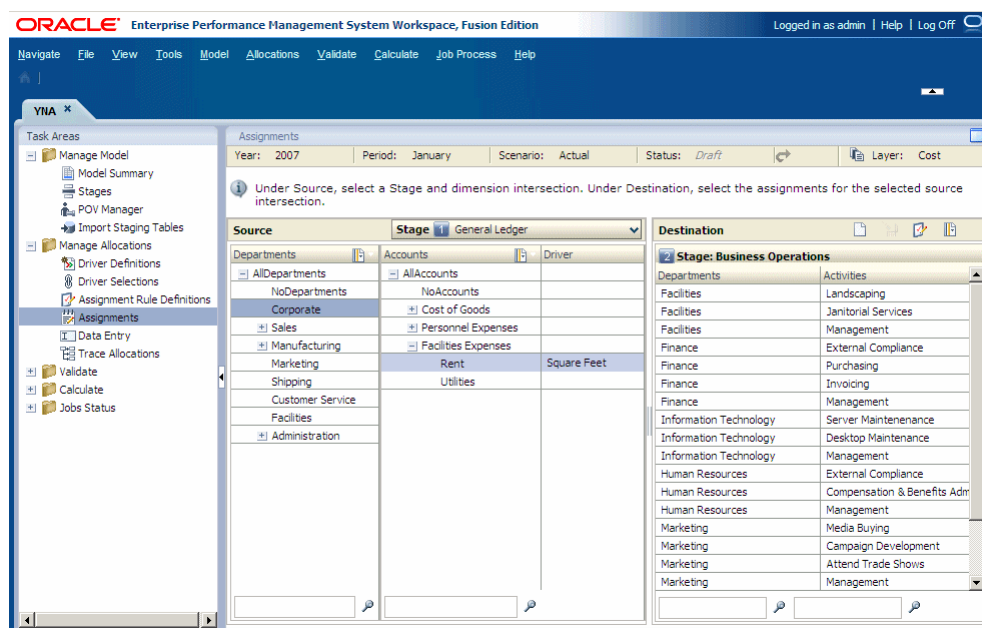 ORACLE Enterprise Performance Management System Workspace, Fusion Edition
Logged in as admin | Help | Log Off
Navigate File View Tools Model Allocations Validate Calculate Job Process Help
YNA
Task Areas
Manage Model
Model Summary
Stages
POV Manager
Import Staging Tables
Manage Allocations
Driver Definitions
Driver Selections
Assignment Rule Definitions
Assignments
Data Entry
Trace Allocations
Validate
Calculate
Jobs Status
Assignments
Year: 2007 Period: January Scenario: Actual Status: Draft Layer: Cost
Under Source, select a Stage and dimension intersection. Under Destination, select the assignments for the selected source
intersection.
Source Stage 1 General Ledger
Departments Accounts Driver
AllDepartments AllAccounts
NoDepartments NoAccounts
Corporate Cost of Goods
Sales Personnel Expenses
Manufacturing Facilities Expenses
Marketing Rent Square Feet
Shipping Utilities
Customer Service
Facilities
Administration
Destination
2 Stage: Business Operations
Departments Activities
Facilities Landscaping
Facilities Janitorial Services
Facilities Management
Finance External Compliance
Finance Purchasing
Finance Invoicing
Finance Management
Information Technology Server Maintenenance
Information Technology Desktop Maintenance
Information Technology Management
Human Resources External Compliance
Human Resources Compensation & Benefits Adm
Human Resources Management
Marketing Media Buying
Marketing Campaign Development
Marketing Attend Trade Shows
Marketing Management